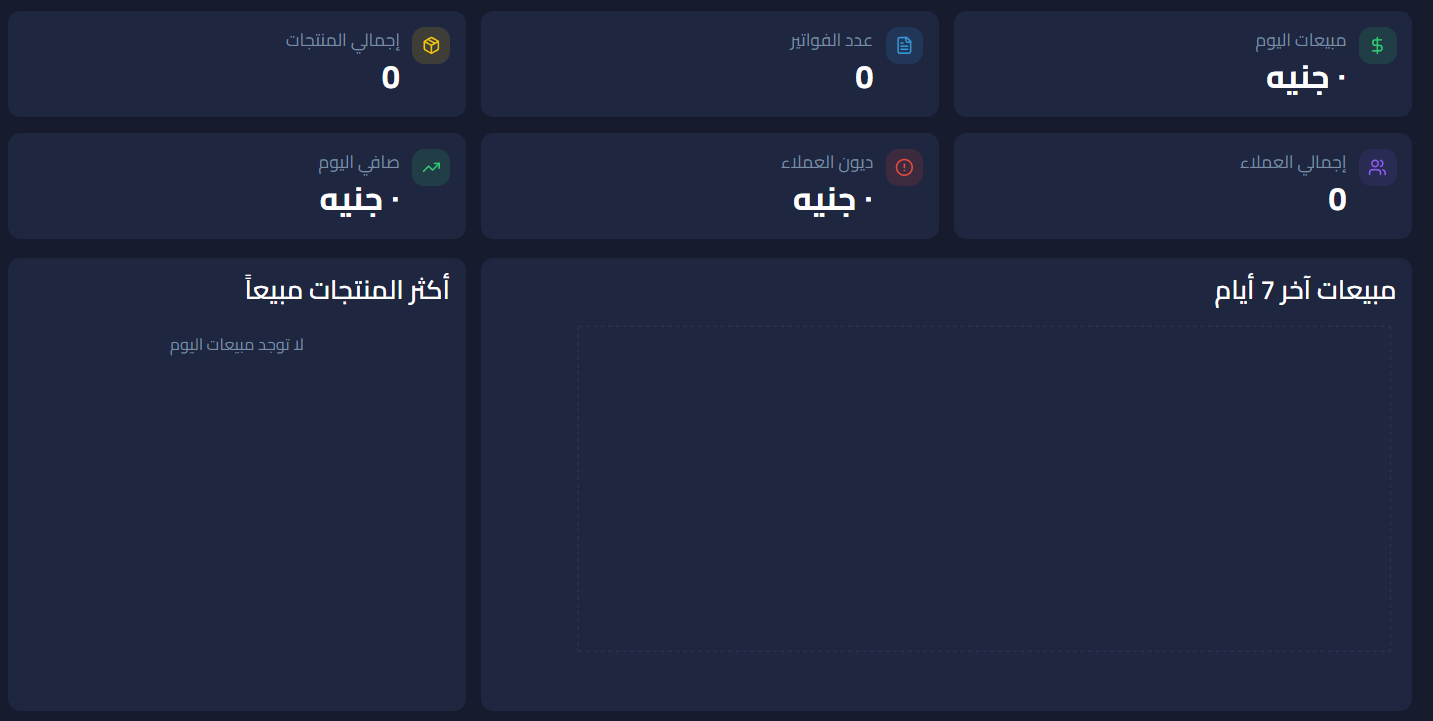 مبيعات اليوم
٠ جنيه
عدد الفواتير
0
إجمالي المنتجات
0
إجمالي العملاء
0
ديون العملاء
٠ جنيه
صافي اليوم
٠ جنيه
مبيعات آخر 7 أيام
أكثر المنتجات مبيعاً
لا توجد مبيعات اليوم